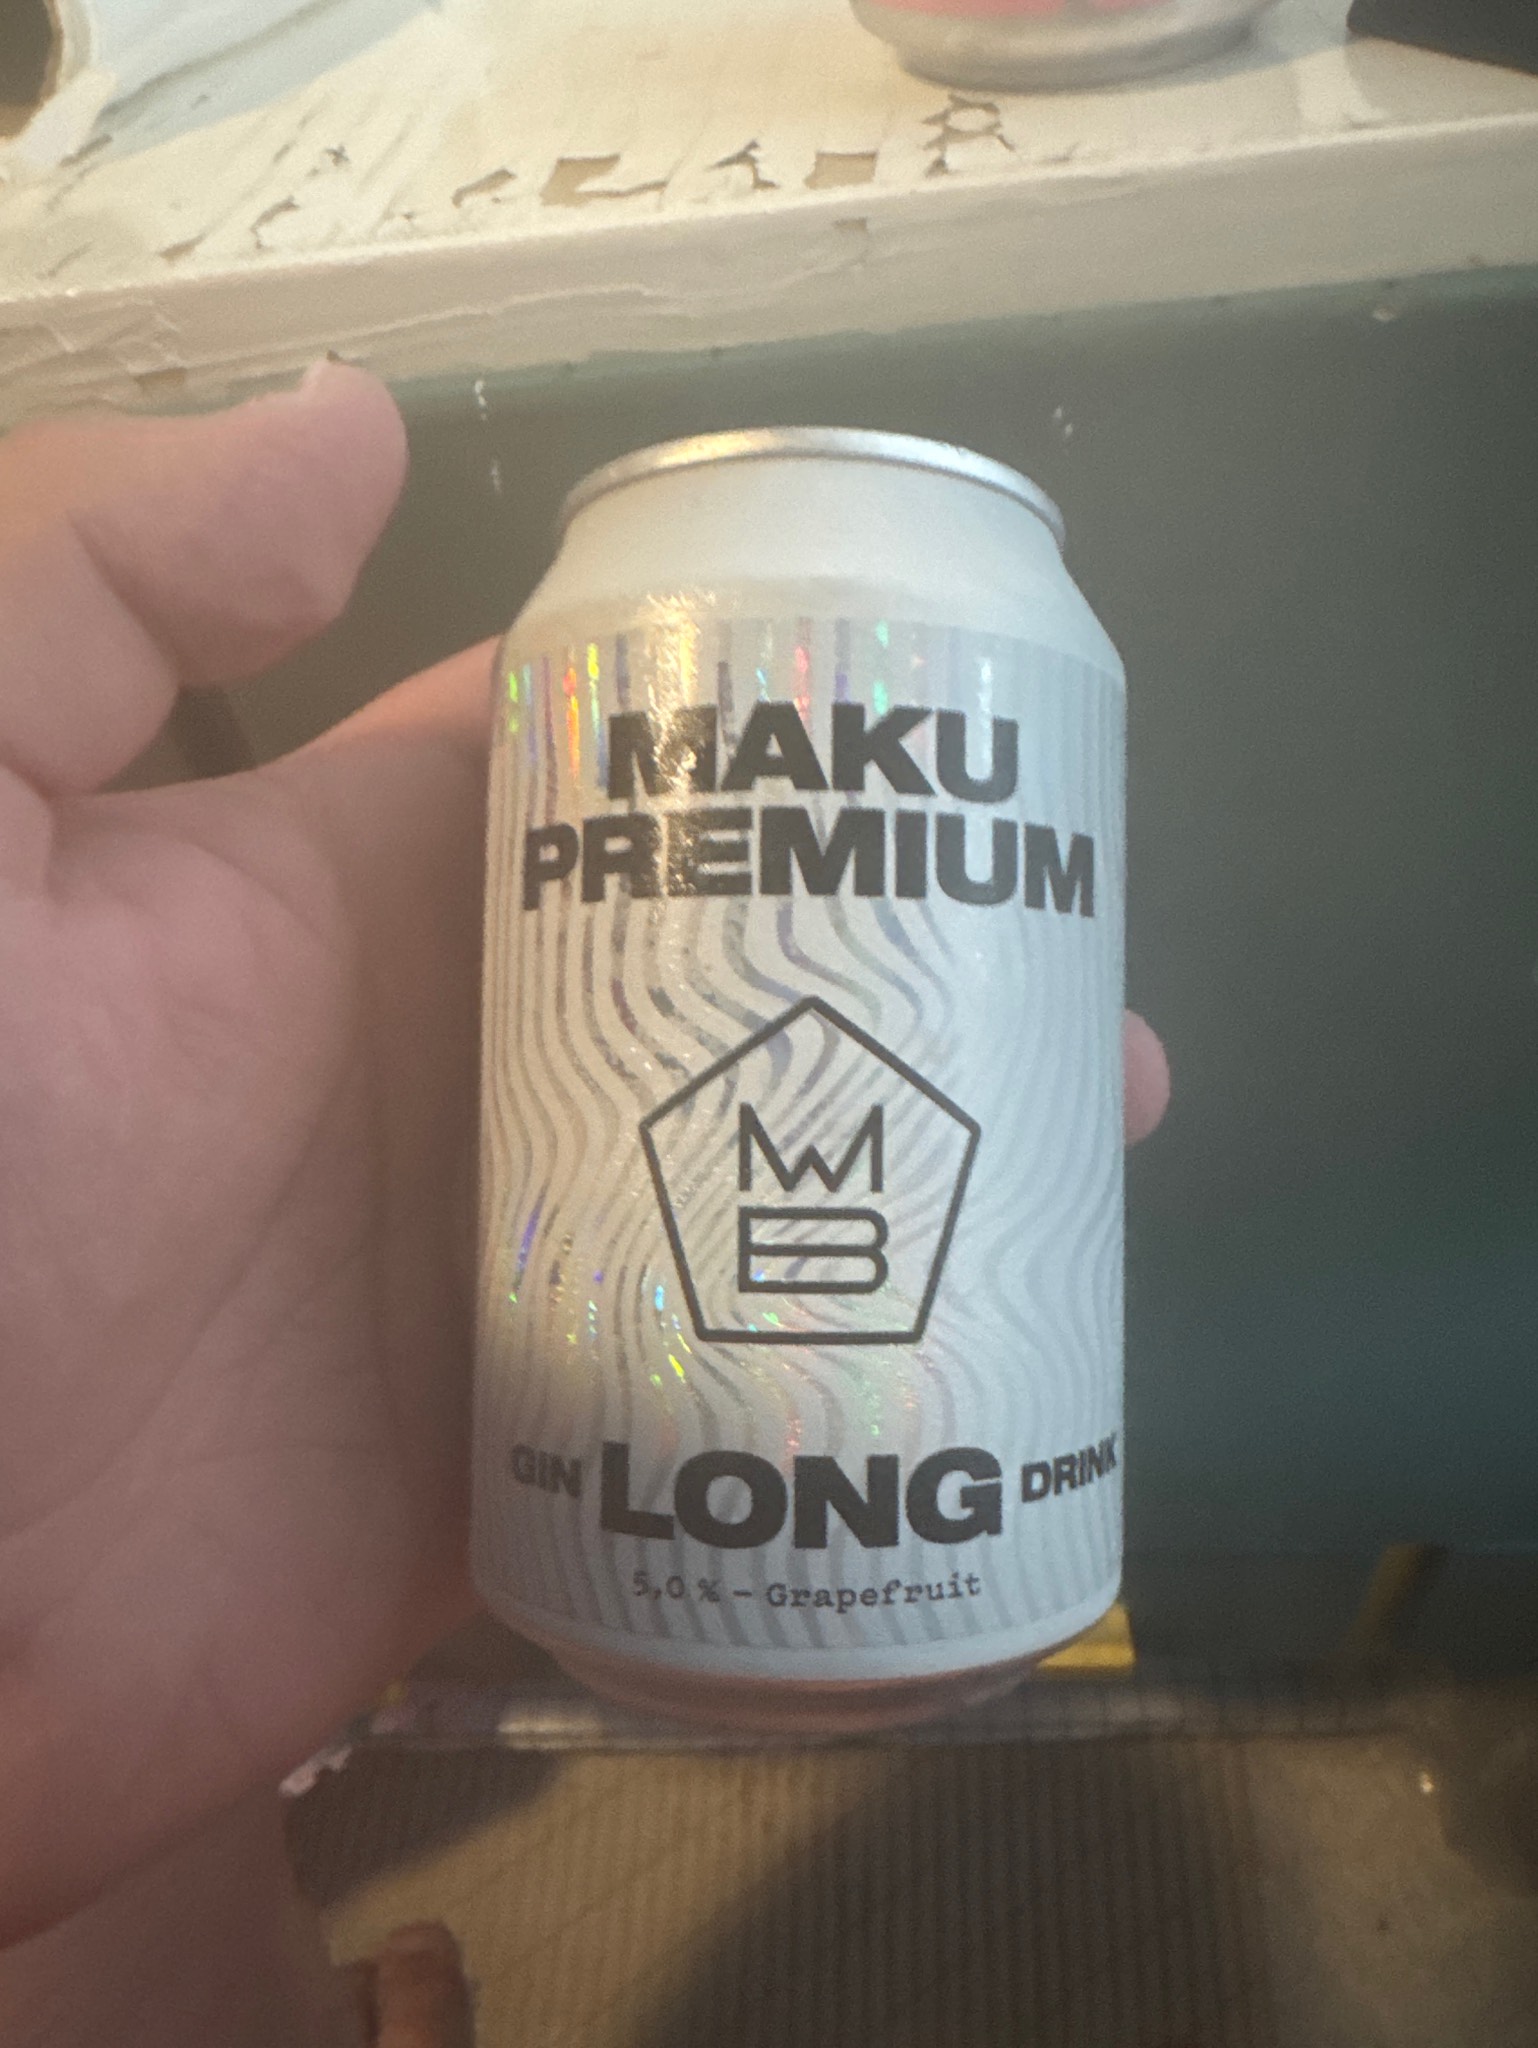 MAKU
PREMIUM
M
B
GIN LONG DRINK
5,0 % - Grapefruit